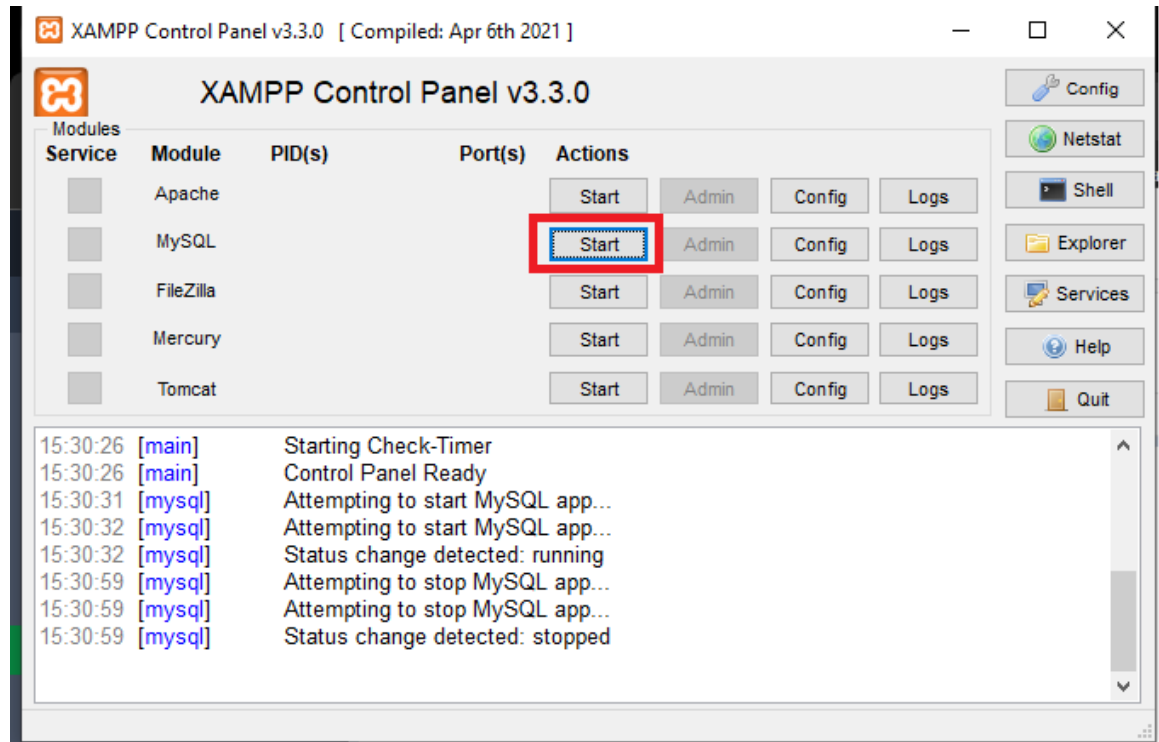 XAMPP Control Panel v3.3.0 [ Compiled: Apr 6th 2021 ]
XAMPP Control Panel v3.3.0
Config
Modules
Service Module PID(s) Port(s) Actions
Netstat
Apache Start Admin Config Logs
Shell
MySQL Start Admin Config Logs
Explorer
FileZilla Start Admin Config Logs
Services
Mercury Start Admin Config Logs
Help
Tomcat Start Admin Config Logs
Quit
15:30:26 [main] Starting Check-Timer
15:30:26 [main] Control Panel Ready
15:30:31 [mysql] Attempting to start MySQL app...
15:30:32 [mysql] Attempting to start MySQL app...
15:30:32 [mysql] Status change detected: running
15:30:59 [mysql] Attempting to stop MySQL app...
15:30:59 [mysql] Attempting to stop MySQL app...
15:30:59 [mysql] Status change detected: stopped